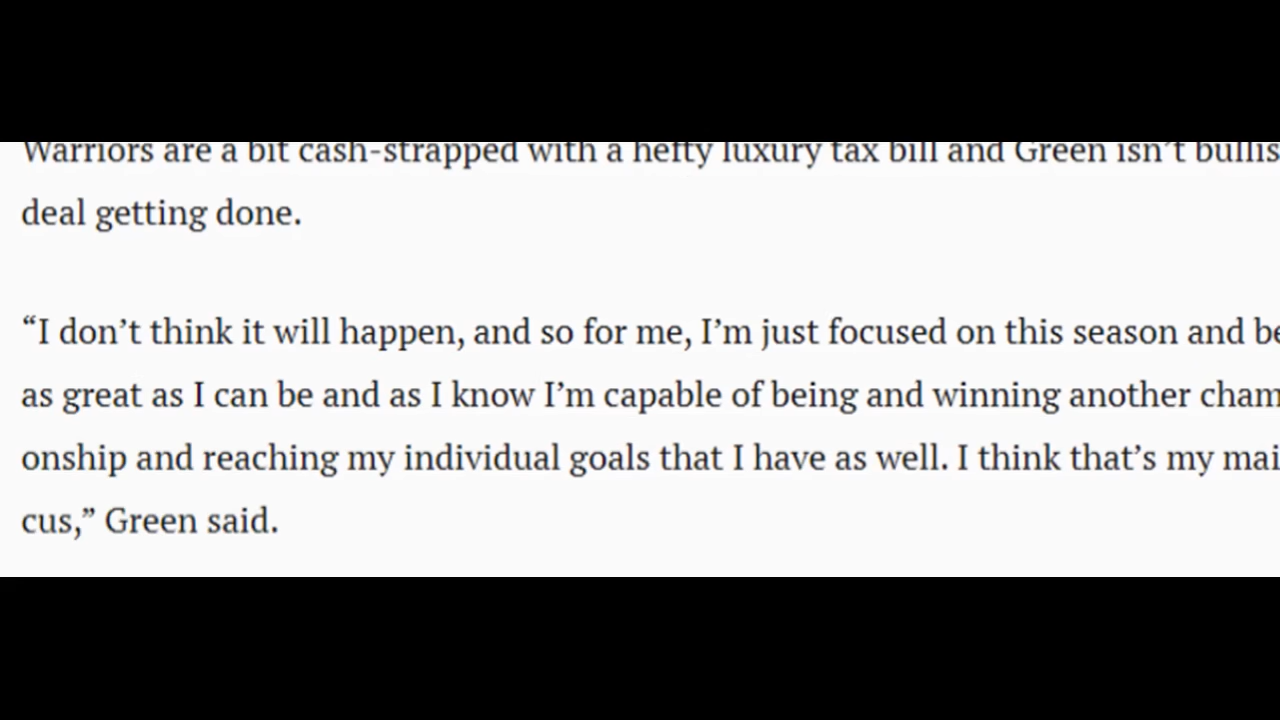 Warriors are a bit cash-strapped with a hefty luxury tax bill and Green isn’t bullis
deal getting done.
“I don’t think it will happen, and so for me, I’m just focused on this season and be
as great as I can be and as I know I’m capable of being and winning another cham
onship and reaching my individual goals that I have as well. I think that’s my mai
cus,” Green said.